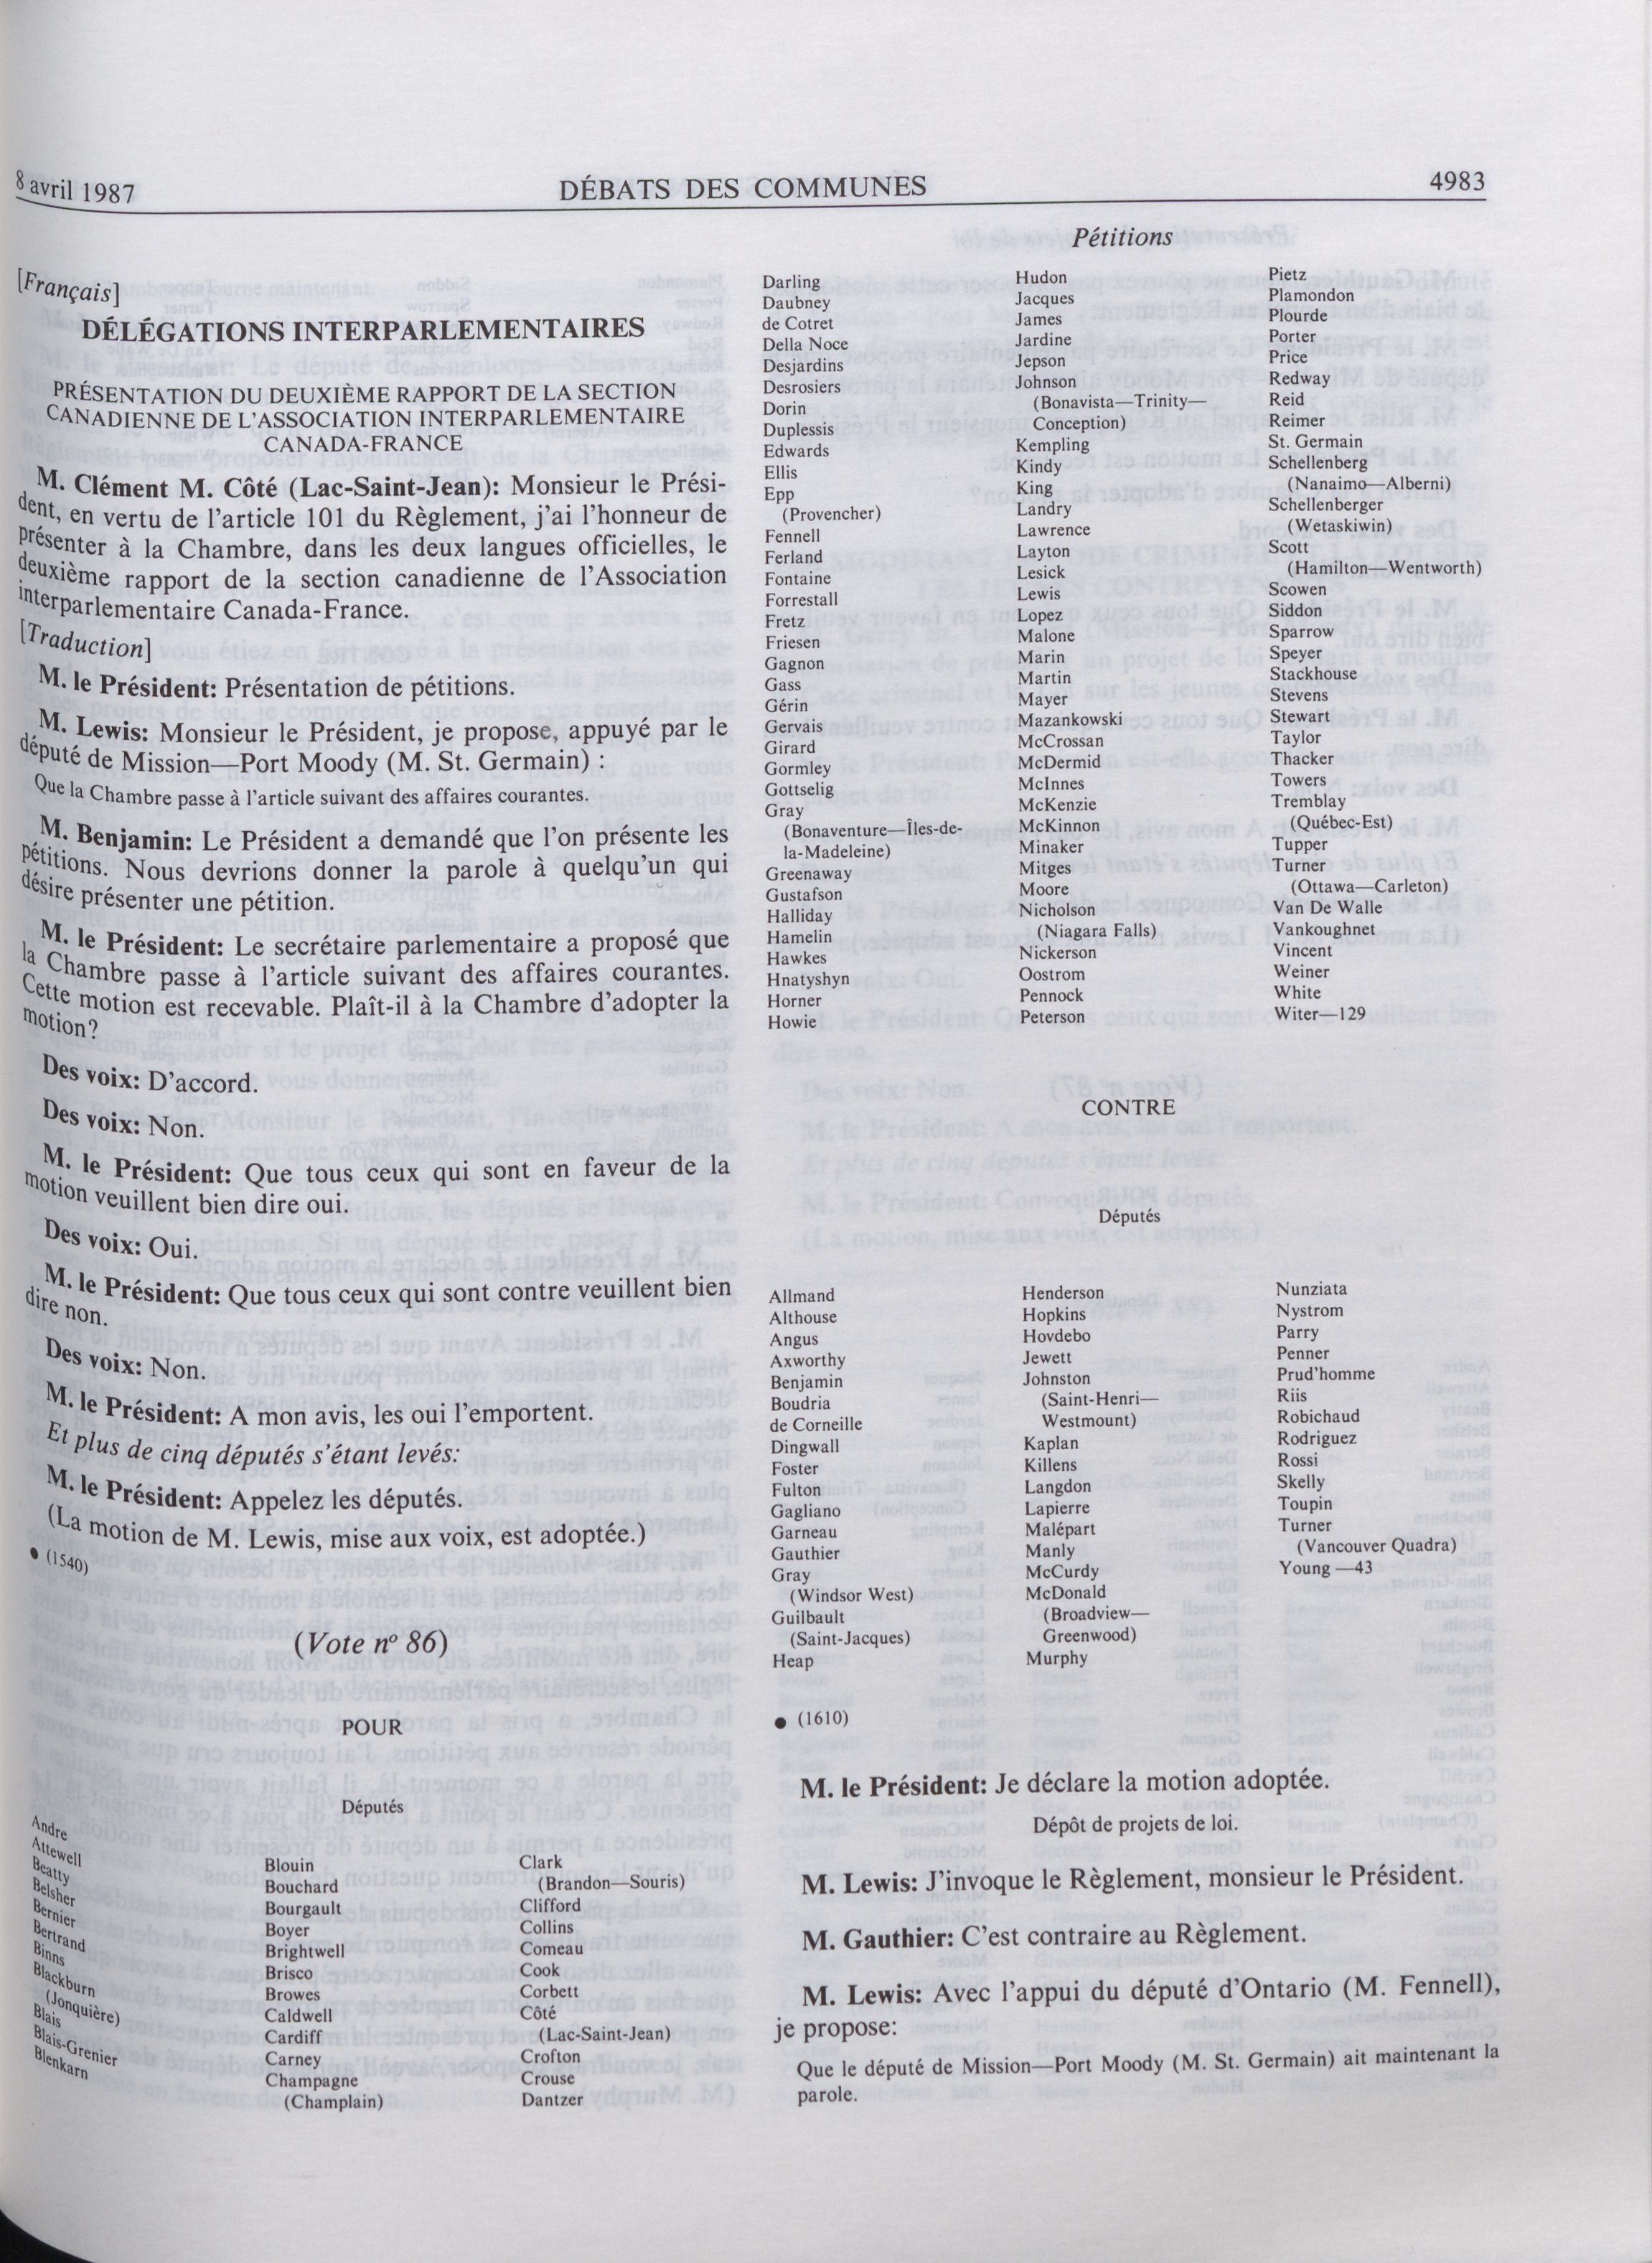 8 avril 1987
DÉBATS DES COMMUNES
4983
Pétitions
[Français]
DÉLÉGATIONS INTERPARLEMENTAIRES
PRÉSENTATION DU DEUXIÈME RAPPORT DE LA SECTION
CANADIENNE DE L'ASSOCIATION INTERPARLEMENTAIRE
CANADA-FRANCE
M. Clément M. Côté (Lac-Saint-Jean): Monsieur le Prési-
dent, en vertu de l'article 101 du Règlement, j'ai l'honneur de
présenter à la Chambre, dans les deux langues officielles, le
deuxième rapport de la section canadienne de l'Association
interparlementaire Canada-France.
[Traduction]
M. le Président: Présentation de pétitions.
M. Lewis: Monsieur le Président, je propose, appuyé par le
député de Mission—Port Moody (M. St. Germain) :
Que la Chambre passe à l'article suivant des affaires courantes.
M. Benjamin: Le Président a demandé que l'on présente les
pétitions. Nous devrions donner la parole à quelqu'un qui
désire présenter une pétition.
M. le Président: Le secrétaire parlementaire a proposé que
la Chambre passe à l'article suivant des affaires courantes.
Cette motion est recevable. Plaît-il à la Chambre d'adopter la
motion?
Des voix: D'accord.
Des voix: Non.
M. le Président: Que tous ceux qui sont en faveur de la
motion veuillent bien dire oui.
Des voix: Oui.
M. le Président: Que tous ceux qui sont contre veuillent bien
dire non.
Des voix: Non.
M. le Président: A mon avis, les oui l'emportent.
Et plus de cinq députés s'étant levés:
M. le Président: Appelez les députés.
(La motion de M. Lewis, mise aux voix, est adoptée.)
• (1540)
(Vote nº 86)
POUR
Députés
Andre
Attewell
Beatty
Belsher
Bernier
Bertrand
Binns
Blackburn
(Jonquière)
Blais
Blais-Grenier
Blenkarn
Blouin
Bouchard
Bourgault
Boyer
Brightwell
Brisco
Browes
Caldwell
Cardiff
Carney
Champagne
(Champlain)
Clark
(Brandon—Souris)
Clifford
Collins
Comeau
Cook
Corbett
Côté
(Lac-Saint-Jean)
Crofton
Crouse
Dantzer
Darling
Daubney
de Cotret
Della Noce
Desjardins
Desrosiers
Dorin
Duplessis
Edwards
Ellis
Epp
(Provencher)
Fennell
Ferland
Fontaine
Forrestall
Fretz
Friesen
Gagnon
Gass
Gérin
Gervais
Girard
Gormley
Gottselig
Gray
(Bonaventure—Îles-de-
la-Madeleine)
Greenaway
Gustafson
Halliday
Hamelin
Hawkes
Hnatyshyn
Horner
Howie
Hudon
Jacques
James
Jardine
Jepson
Johnson
(Bonavista—Trinity—
Conception)
Kempling
Kindy
King
Landry
Lawrence
Layton
Lesick
Lewis
Lopez
Malone
Marin
Martin
Mayer
Mazankowski
McCrossan
McDermid
McInnes
McKenzie
McKinnon
Minaker
Mitges
Moore
Nicholson
(Niagara Falls)
Nickerson
Oostrom
Pennock
Peterson
Pietz
Plamondon
Plourde
Porter
Price
Redway
Reid
Reimer
St. Germain
Schellenberg
(Nanaimo—Alberni)
Schellenberger
(Wetaskiwin)
Scott
(Hamilton—Wentworth)
Scowen
Siddon
Sparrow
Speyer
Stackhouse
Stevens
Stewart
Taylor
Thacker
Towers
Tremblay
(Québec-Est)
Tupper
Turner
(Ottawa—Carleton)
Van De Walle
Vankoughnet
Vincent
Weiner
White
Witer—129
CONTRE
Députés
Allmand
Althouse
Angus
Axworthy
Benjamin
Boudria
de Corneille
Dingwall
Foster
Fulton
Gagliano
Garneau
Gauthier
Gray
(Windsor West)
Guilbault
(Saint-Jacques)
Heap
Henderson
Hopkins
Hovdebo
Jewett
Johnston
(Saint-Henri—
Westmount)
Kaplan
Killens
Langdon
Lapierre
Malépart
Manly
McCurdy
McDonald
(Broadview—
Greenwood)
Murphy
Nunziata
Nystrom
Parry
Penner
Prud'homme
Riis
Robichaud
Rodriguez
Rossi
Skelly
Toupin
Turner
(Vancouver Quadra)
Young —43
• (1610)
M. le Président: Je déclare la motion adoptée.
Dépôt de projets de loi.
M. Lewis: J'invoque le Règlement, monsieur le Président.
M. Gauthier: C'est contraire au Règlement.
M. Lewis: Avec l'appui du député d'Ontario (M. Fennell),
je propose:
Que le député de Mission—Port Moody (M. St. Germain) ait maintenant la
parole.